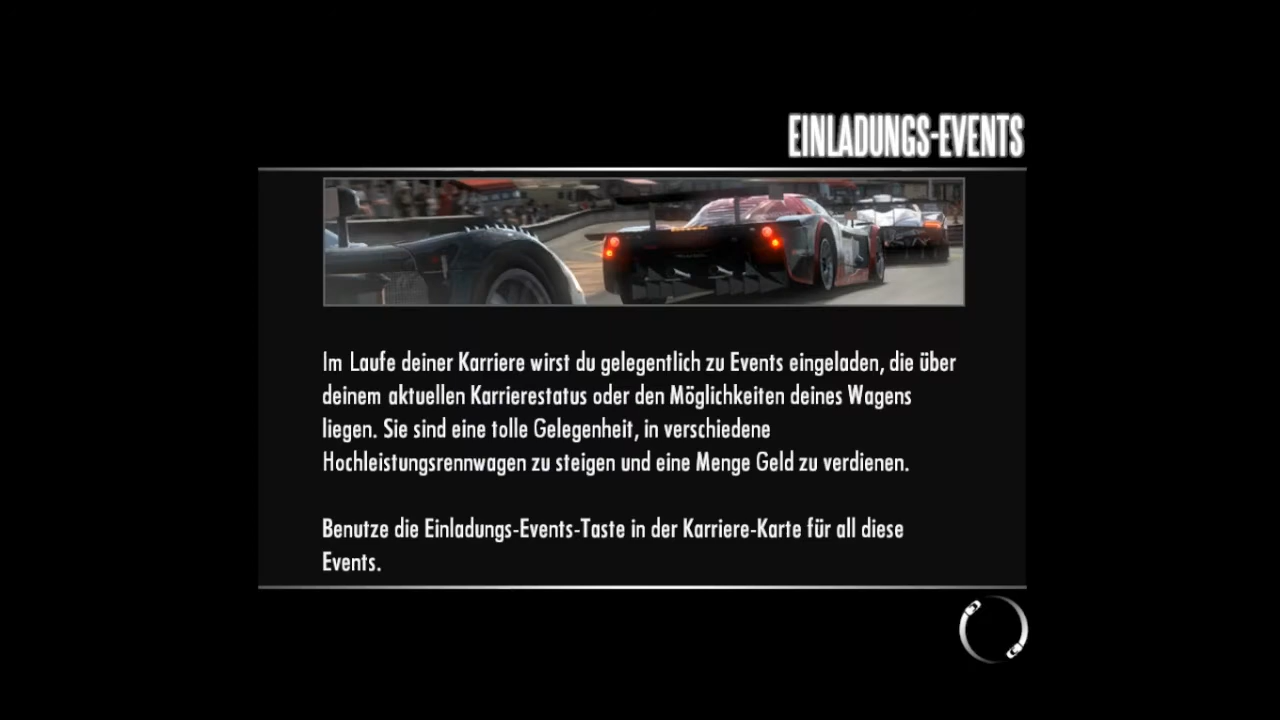 EINLADUNGS-EVENTS
Im Laufe deiner Karriere wirst du gelegentlich zu Events eingeladen, die über
deinem aktuellen Karrierestatus oder den Möglichkeiten deines Wagens
liegen. Sie sind eine tolle Gelegenheit, in verschiedene
Hochleistungsrennwagen zu steigen und eine Menge Geld zu verdienen.
Benutze die Einladungs-Events-Taste in der Karriere-Karte für all diese
Events.